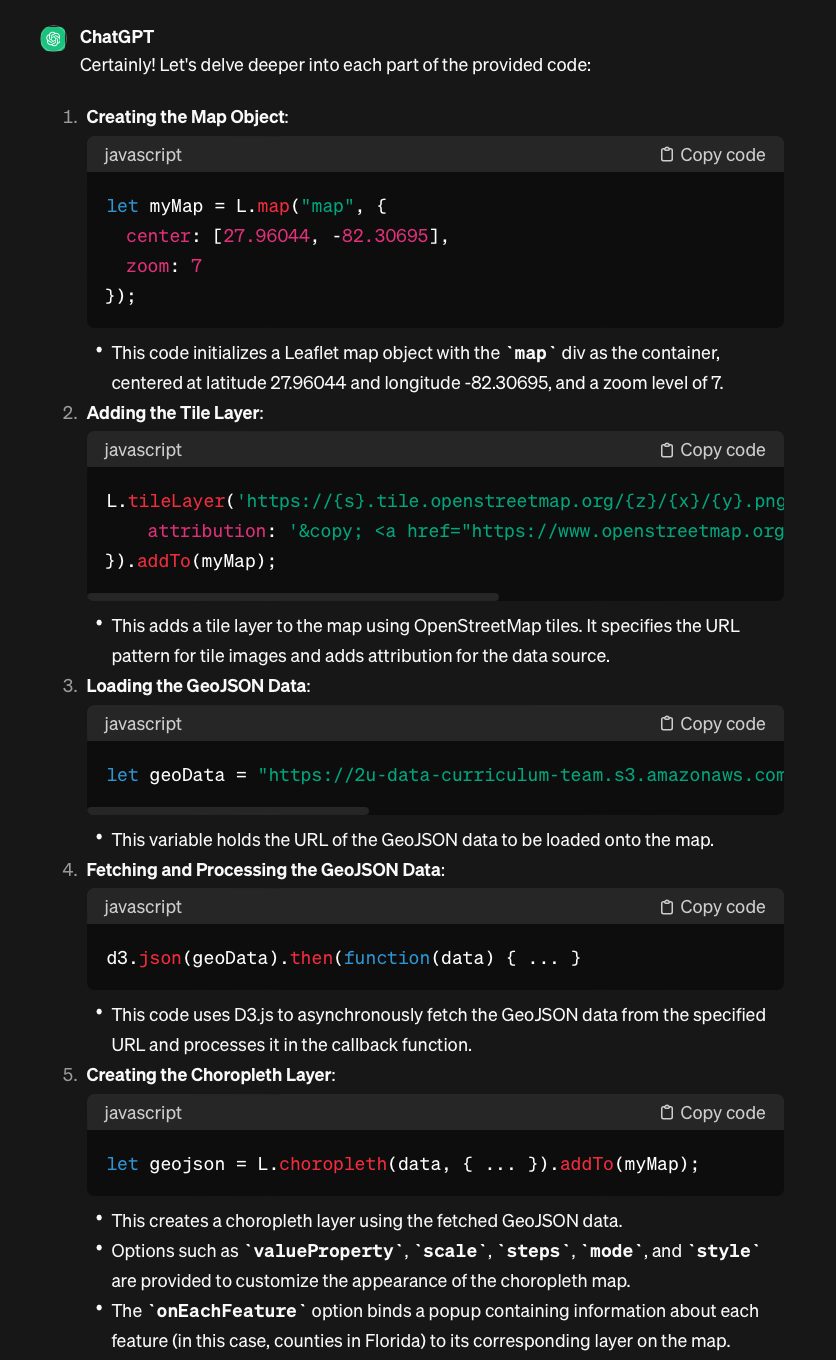 ChatGPT
Certainly! Let's delve deeper into each part of the provided code:
1. Creating the Map Object:
javascript Copy code
let myMap = L.map("map", {
center: [27.96044, -82.30695],
zoom: 7
});
• This code initializes a Leaflet map object with the `map` div as the container,
centered at latitude 27.96044 and longitude -82.30695, and a zoom level of 7.
2. Adding the Tile Layer:
javascript Copy code
L.tileLayer('https://{s}.tile.openstreetmap.org/{z}/{x}/{y}.png
attribution: '&copy; <a href="https://www.openstreetmap.org
}).addTo(myMap);
• This adds a tile layer to the map using OpenStreetMap tiles. It specifies the URL
pattern for tile images and adds attribution for the data source.
3. Loading the GeoJSON Data:
javascript Copy code
let geoData = "https://2u-data-curriculum-team.s3.amazonaws.com
• This variable holds the URL of the GeoJSON data to be loaded onto the map.
4. Fetching and Processing the GeoJSON Data:
javascript Copy code
d3.json(geoData).then(function(data) { ... }
• This code uses D3.js to asynchronously fetch the GeoJSON data from the specified
URL and processes it in the callback function.
5. Creating the Choropleth Layer:
javascript Copy code
let geojson = L.choropleth(data, { ... }).addTo(myMap);
• This creates a choropleth layer using the fetched GeoJSON data.
• Options such as `valueProperty`, `scale`, `steps`, `mode`, and `style`
are provided to customize the appearance of the choropleth map.
• The `onEachFeature` option binds a popup containing information about each
feature (in this case, counties in Florida) to its corresponding layer on the map.